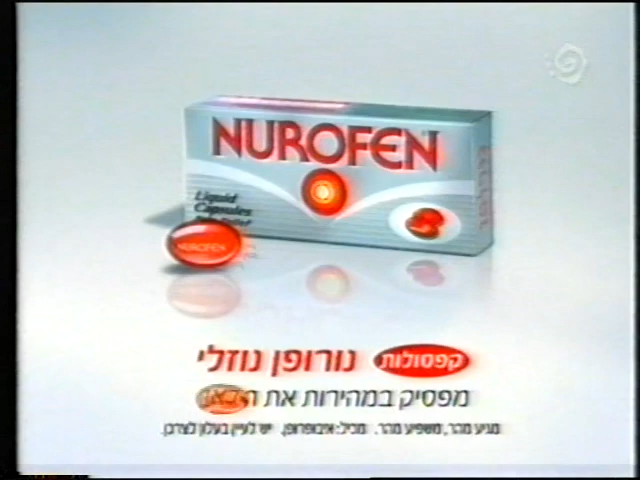 NUROFEN
Liquid
Capsules
NUROFEN
קפסולות נורופן נוזלי
מפסיק במהירות את הכאב
מגיע מהר, משפיע מהר. מכיל: איבופרופן. יש לעיין בעלון לצרכן.